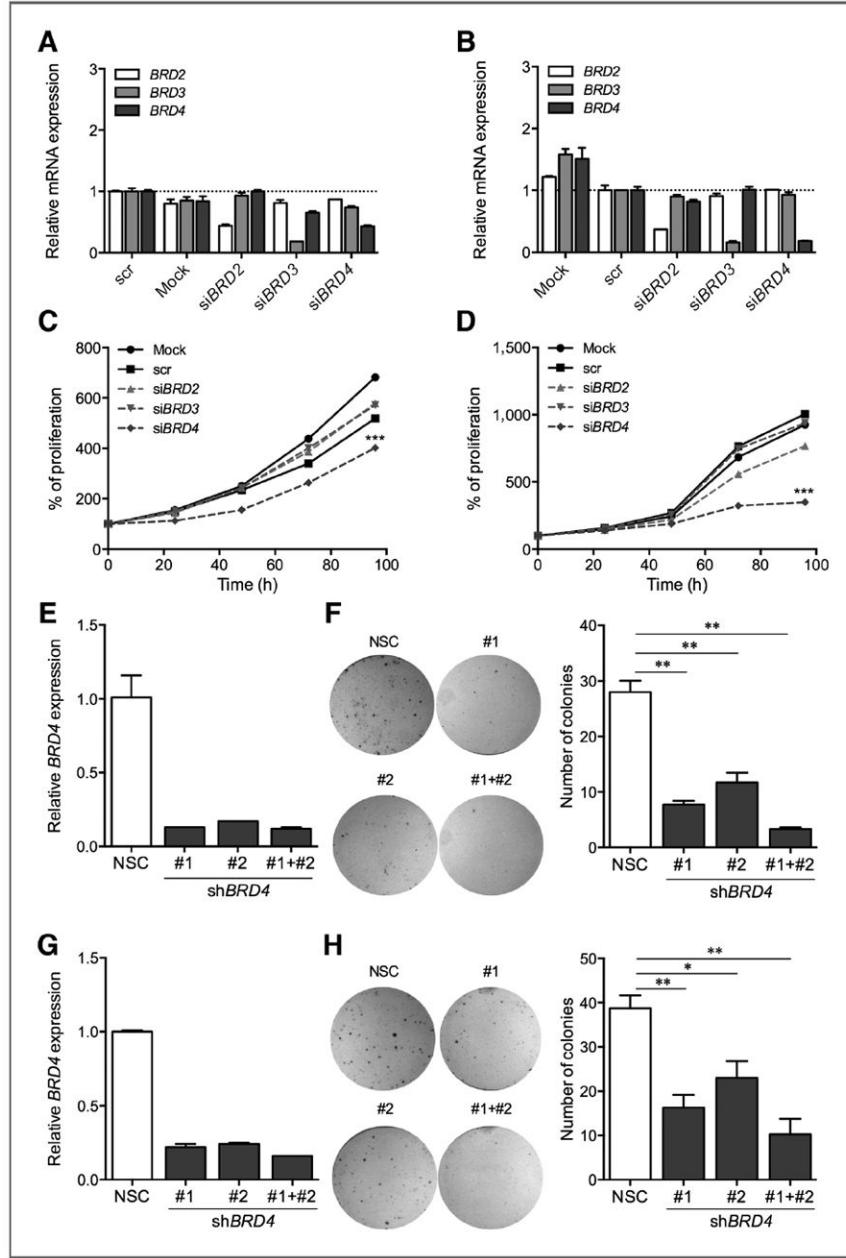 A
Relative mRNA expression
3
2
1
0
BRD2
BRD3
BRD4
scr
Mock
siBRD2
siBRD3
siBRD4
B
Relative mRNA expression
3
2
1
0
BRD2
BRD3
BRD4
Mock
scr
siBRD2
siBRD3
siBRD4
C
% of proliferation
800
600
400
200
0
Mock
scr
siBRD2
siBRD3
siBRD4
***
0 20 40 60 80 100
Time (h)
D
% of proliferation
1,500
1,000
500
0
Mock
scr
siBRD2
siBRD3
siBRD4
***
0 20 40 60 80 100
Time (h)
E
Relative BRD4 expression
1.5
1.0
0.5
0.0
NSC #1 #2 #1+#2
shBRD4
F
NSC #1
#2 #1+#2
Number of colonies
40
30
20
10
0
**
**
**
NSC #1 #2 #1+#2
shBRD4
G
Relative BRD4 expression
1.5
1.0
0.5
0.0
NSC #1 #2 #1+#2
shBRD4
H
NSC #1
#2 #1+#2
Number of colonies
50
40
30
20
10
0
**
*
**
NSC #1 #2 #1+#2
shBRD4